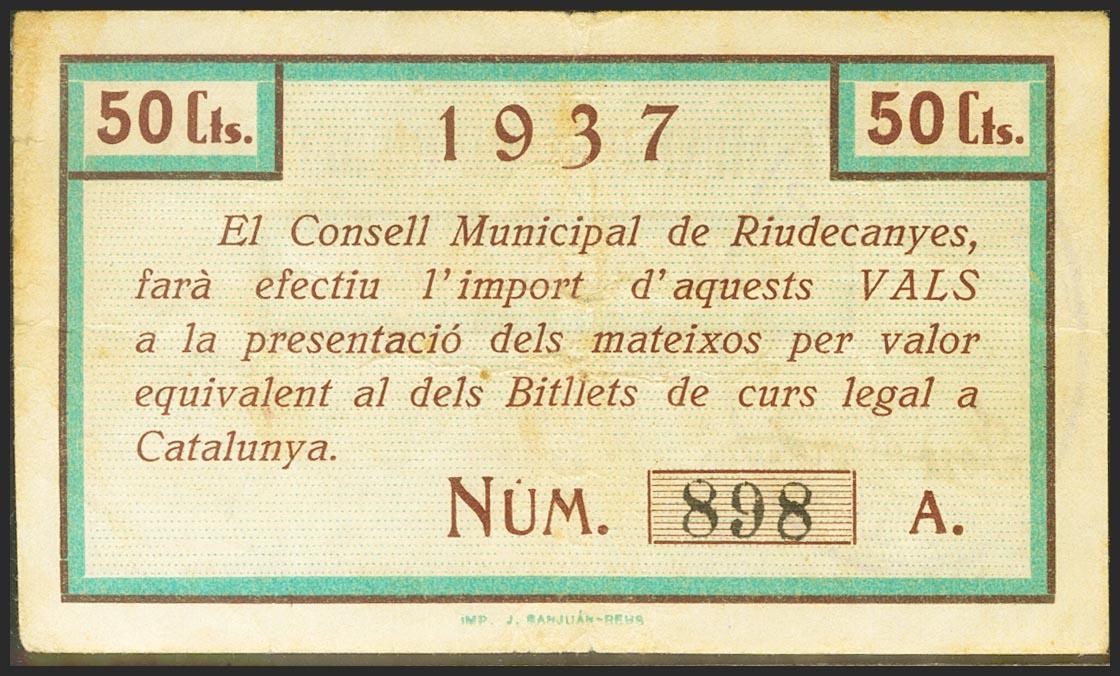 50 Cts.
1937
50 Cts.
El Consell Municipal de Riudecanyes,
farà efectiu l'import d'aquests VALS
a la presentació dels mateixos per valor
equivalent al dels Bitllets de curs legal a
Catalunya.
NÚM. 898 A.
IMP. J. SANJUÁN-REUS